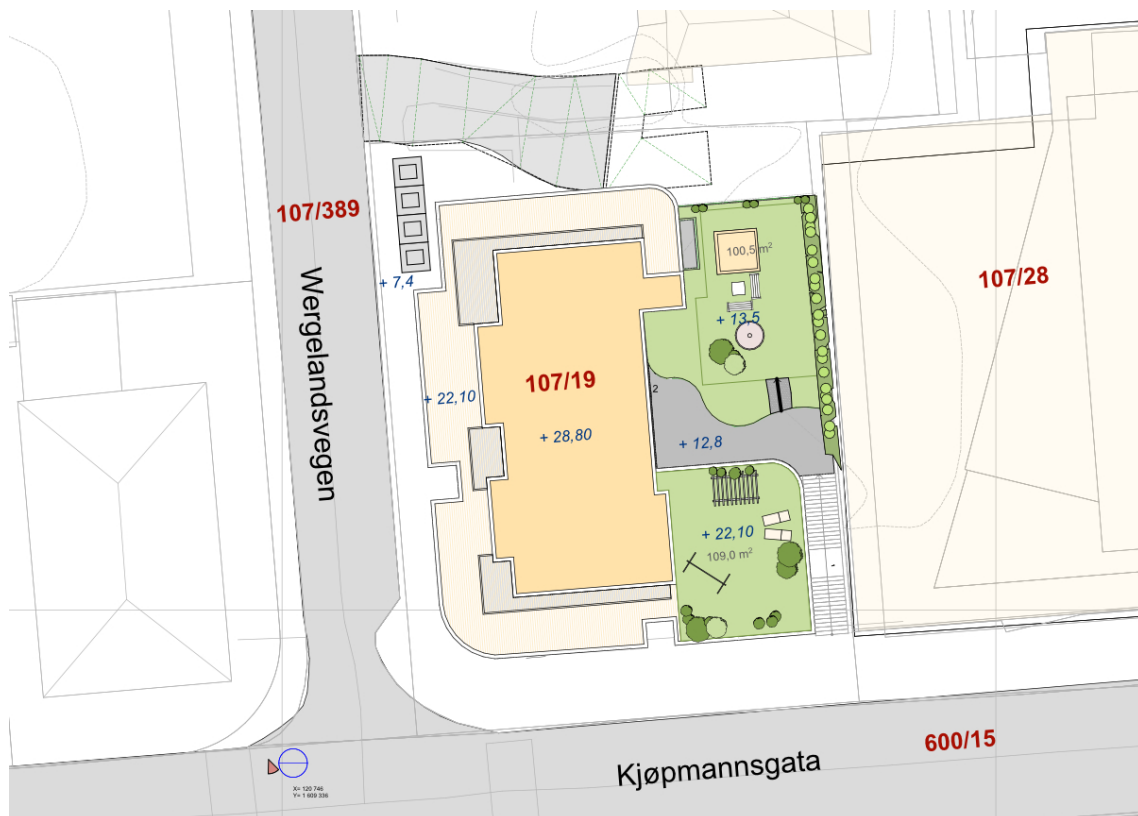 107/389
100,5 m²
107/28
+ 7,4
Wergelandsvegen
+ 13,5
107/19
2
+ 22,10
+ 28,80
+ 12,8
+ 22,10
109,0 m²
600/15
Kjøpmannsgata
X= 120 746
Y= 1 609 336